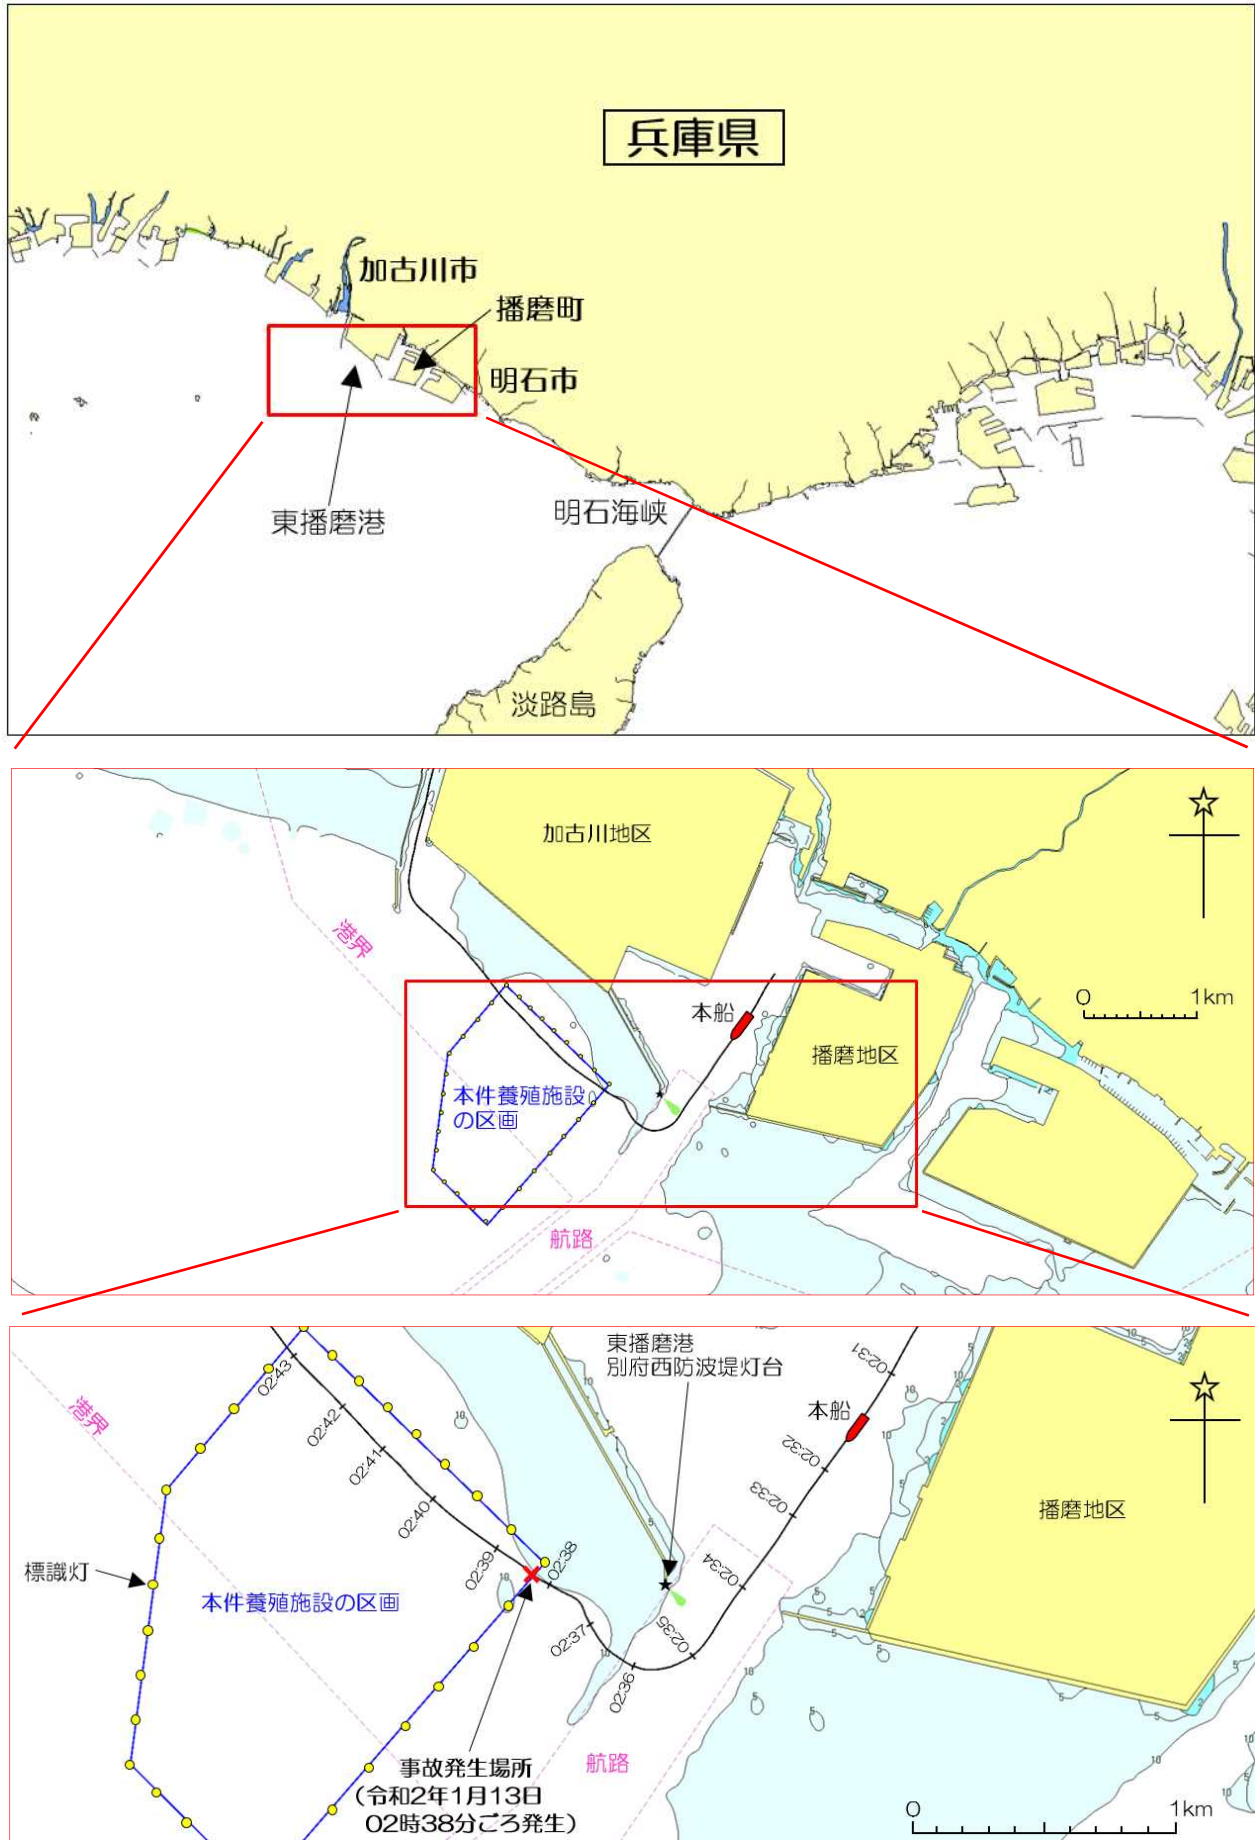 兵庫県
加古川市
播磨町
明石市
東播磨港
明石海峡
淡路島
加古川地区
港界
本船
0 1km
播磨地区
本件養殖施設
の区画
航路
東播磨港
別府西防波堤灯台
02:31
本船
02:32
02:33
02:34
02:35
02:36
02:37
02:38
02:39
02:40
02:41
02:42
02:43
港界
標識灯
本件養殖施設の区画
播磨地区
航路
事故発生場所
(令和2年1月13日
02時38分ごろ発生)
0 1km